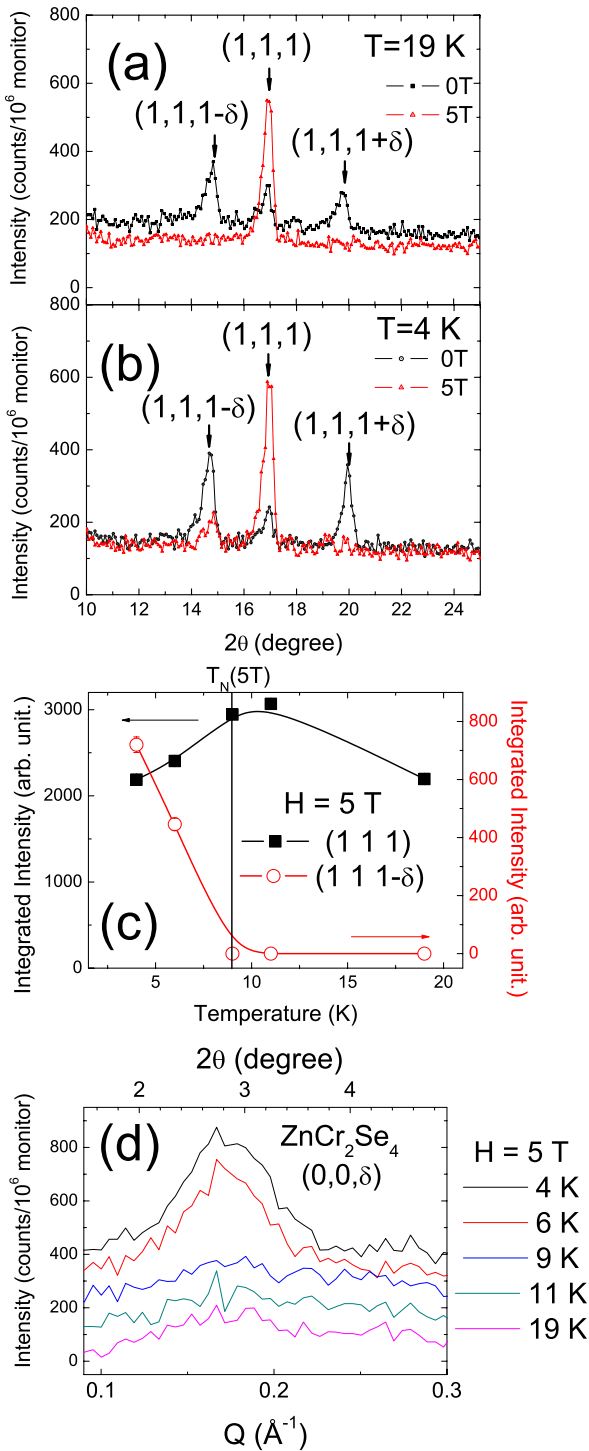 800
600
400
200
0
Intensity (counts/10⁶ monitor)
(a)
(1,1,1)
T=19 K
0T
5T
(1,1,1-δ)
(1,1,1+δ)
800
600
400
200
0
Intensity (counts/10⁶ monitor)
(b)
(1,1,1)
T=4 K
0T
5T
(1,1,1-δ)
(1,1,1+δ)
10 12 14 16 18 20 22 24
2θ (degree)
T_N(5T)
3000
2000
1000
0
Integrated Intensity (arb. unit.)
800
600
400
200
0
Integrated Intensity (arb. unit.)
H = 5 T
(1 1 1)
(1 1 1-δ)
(c)
5 10 15 20
Temperature (K)
2θ (degree)
2 3 4
800
600
400
200
0
Intensity (counts/10⁶ monitor)
(d)
ZnCr₂Se₄
(0,0,δ)
H = 5 T
4 K
6 K
9 K
11 K
19 K
0.1 0.2 0.3
Q (Å⁻¹)